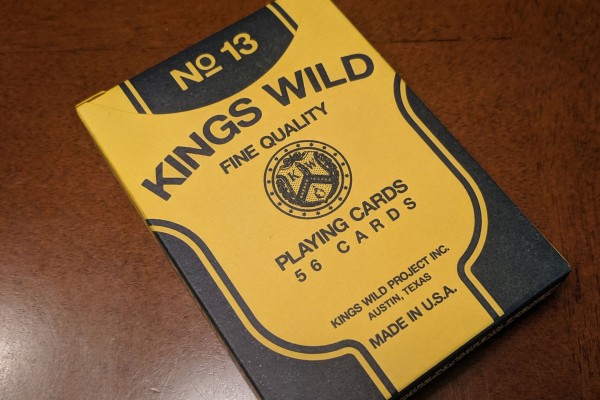 No 13
KINGS WILD
FINE QUALITY
K W
PLAYING CARDS
56 CARDS
KINGS WILD PROJECT INC.
AUSTIN, TEXAS
MADE IN U.S.A.